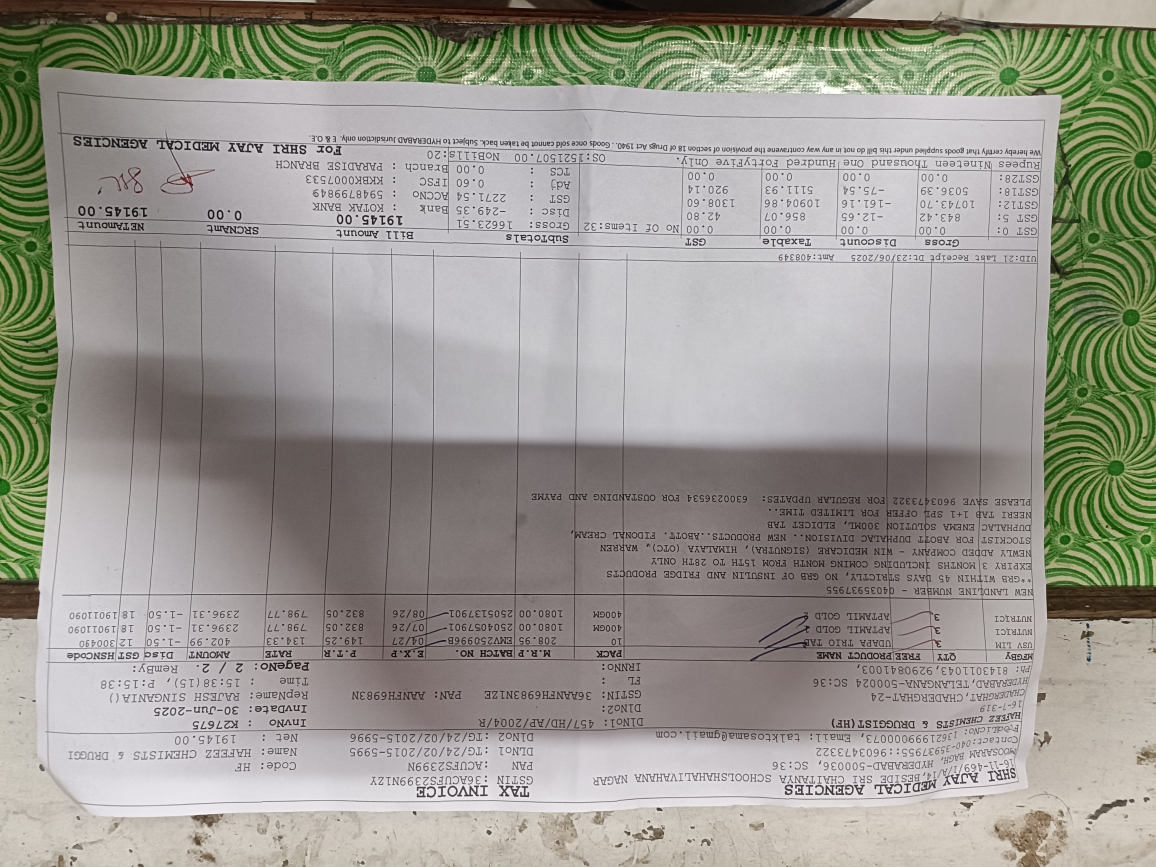 SHRI AJAY MEDICAL AGENCIES
16-11-469/1/A/14, BESIDE SRI CHAITANYA SCHOOLSHALIVAHANA NAGAR
MOOSARAM BAGH, HYDERABAD-500036, SC:36
Contact:040-35937955::9603473322
FoodLicNo: 13621999000073, Email: talktosama@gmail.com
TAX INVOICE
GSTIN : 36ACUFS2399N1ZY
PAN : ACUFS2399N
DLNO1 : TG/24/02/2015-5995
DLNO2 : TG/24/02/2015-5996
Code: HF
Name: HAFEEZ CHEMISTS & DRUGGI
Net : 19145.00
HAFEEZ CHEMISTS & DRUGGIST(HF)
16-7-319
CHADERGHAT, CHADERGHAT-24
HYDERABAD, TELANGANA-500024 SC:36
Ph: 8143011043, 9290841003,
DlNO1: 457/HD/AP/2004/R
DlNO2:
GSTIN: 36AANFH6983N1ZE PAN: AANFH6983N
FL :
IRNNo:
InvNo : K27675
InvDate: 30-Jun-2025
RepName: RAJESH SINGANIA()
Time : 15:38(15), P:15:38
PageNo: 2 / 2. RemBy:
MFGBY QTY FREE PRODUCT NAME PACK M.R.P BATCH NO. E.X.P P.T.R RATE AMOUNT Disc GST HSNCode
USV LIM 3 UDAPA TRIO TAB 10 208.95 ENV250996B 04/27 149.25 134.33 402.99 -1.50 12 300490
NUTRICI 3 APTAMIL GOLD 400GM 1080.00 2504057901 07/26 832.05 798.77 2396.31 -1.50 18 19011090
NUTRICI 3 APTAMIL GOLD 2 400GM 1080.00 2505137901 08/26 832.05 798.77 2396.31 -1.50 18 19011090
NEW LANDLINE NUMBER - 04035937955
**GRB WITHIN 45 DAYS STRICTLY, NO GRB OF INSULIN AND FRIDGE PRODUCTS
EXPIRY 3 MONTHS INCLUDING COMING MONTH FROM 15TH TO 28TH ONLY
NEWLY ADDED COMPANY - WIN MEDICARE (SIGNUTRA), HIMALAYA (OTC), WARREN
STOCKIST FOR ABOTT DUPHALAC DIVISION.. NEW PRODUCTS..ABOTT. FIDONAL CREAM,
DUPHALAC ENEMA SOLUTION 300ML, ELDICET TAB
NEERI TAB 1+1 SPL OFFER FOR LIMITED TIME..
PLEASE SAVE 9603473322 FOR REGULAR UPDATES: 6300236534 FOR OUSTANDING AND PAYME
UID:21 Last Receipt Dt:23/06/2025 Amt:408349
Gross Discount Taxable GST SubTotals Bill Amount SRCNAmt NETAmount
GST 0: 0.00 0.00 0.00 0.00 No Of Items:32 Gross: 16623.51 19145.00 0.00 19145.00
GST 5: 843.42 -12.65 856.07 42.80 Disc : -249.35 Bank : KOTAK BANK
GST12: 10743.70 -161.16 10904.86 1308.60 GST : 2271.54 ACCNo : 5948799849
GST18: 5036.39 -75.54 5111.93 920.14 Adj : 0.60 IFSC : KKBK0007533
GST28: 0.00 0.00 0.00 0.00 TCS : 0.00 Branch : PARADISE BRANCH
Rupees Nineteen Thousand One Hundred FortyFive Only. OS:1521507.00 NOBills:20
For SHRI AJAY MEDICAL AGENCIES
We hereby certify that goods supplied under this bill do not in any way contravene the provision of section 18 of Drugs Act 1940, . Goods once sold cannot be taken back. Subject to HYDERABAD Jurisdiction only. E & O.E.